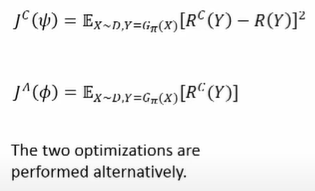 J^C(ψ) = 𝔼_{X~D,Y=G_π(X)}[R^C(Y) − R(Y)]²
J^A(ϕ) = 𝔼_{X~D,Y=G_π(X)}[R^C(Y)]
The two optimizations are
performed alternatively.